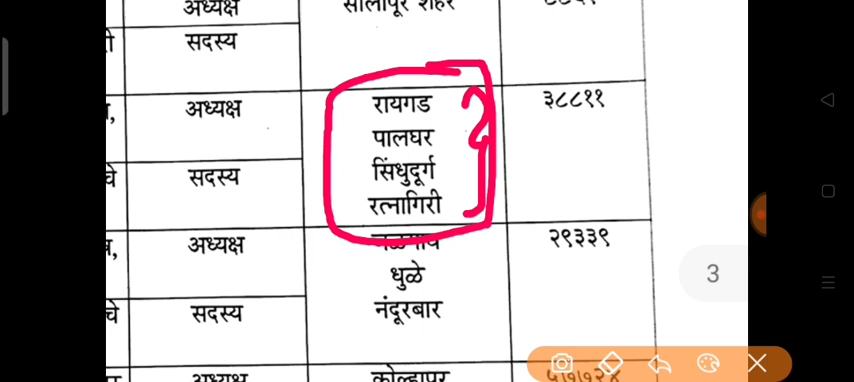 अध्यक्ष सोलापूर शहर
सदस्य
अध्यक्ष रायगड ३८८११
पालघर
सदस्य सिंधुदूर्ग
रत्नागिरी
अध्यक्ष जळगाव २९३३९
धुळे
सदस्य नंदूरबार
3
अध्यक्ष कोल्हापूर